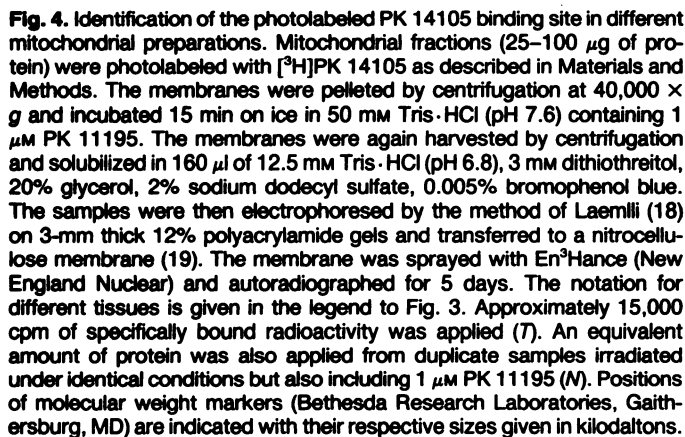 Fig. 4. Identification of the photolabeled PK 14105 binding site in different
mitochondrial preparations. Mitochondrial fractions (25–100 μg of pro-
tein) were photolabeled with [³H]PK 14105 as described in Materials and
Methods. The membranes were pelleted by centrifugation at 40,000 ×
g and incubated 15 min on ice in 50 mM Tris·HCl (pH 7.6) containing 1
μM PK 11195. The membranes were again harvested by centrifugation
and solubilized in 160 μl of 12.5 mM Tris·HCl (pH 6.8), 3 mM dithiothreitol,
20% glycerol, 2% sodium dodecyl sulfate, 0.005% bromophenol blue.
The samples were then electrophoresed by the method of Laemlli (18)
on 3-mm thick 12% polyacrylamide gels and transferred to a nitrocellu-
lose membrane (19). The membrane was sprayed with En³Hance (New
England Nuclear) and autoradiographed for 5 days. The notation for
different tissues is given in the legend to Fig. 3. Approximately 15,000
cpm of specifically bound radioactivity was applied (T). An equivalent
amount of protein was also applied from duplicate samples irradiated
under identical conditions but also including 1 μM PK 11195 (N). Positions
of molecular weight markers (Bethesda Research Laboratories, Gaith-
ersburg, MD) are indicated with their respective sizes given in kilodaltons.